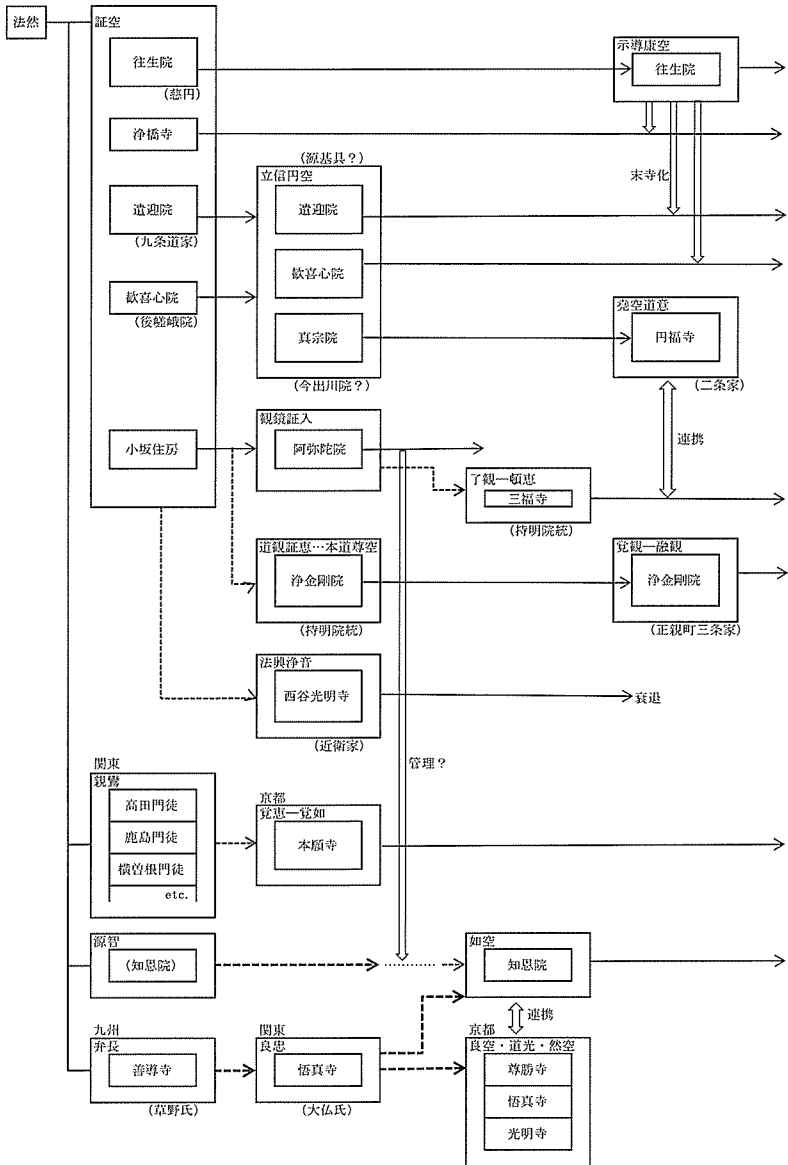 法然
証空
往生院
(慈円)
浄橋寺
遣迎院
(九条道家)
歓喜心院
(後嵯峨院)
小坂住房
(源基具？)
立信円空
遣迎院
歓喜心院
真宗院
(今出川院？)
示導康空
往生院
末寺化
堯空道意
円福寺
(二条家)
連携
観鏡証入
阿弥陀院
了観―頓恵
三福寺
(持明院統)
道観証恵…本道尊空
浄金剛院
(持明院統)
覚観―融観
浄金剛院
(正親町三条家)
法興浄音
西谷光明寺
(近衛家)
衰退
管理？
関東
親鸞
高田門徒
鹿島門徒
横曽根門徒
etc.
京都
覚恵―覚如
本願寺
源智
(知恩院)
如空
知恩院
連携
九州
弁長
善導寺
(草野氏)
関東
良忠
悟真寺
(大仏氏)
京都
良空・道光・然空
尊勝寺
悟真寺
光明寺